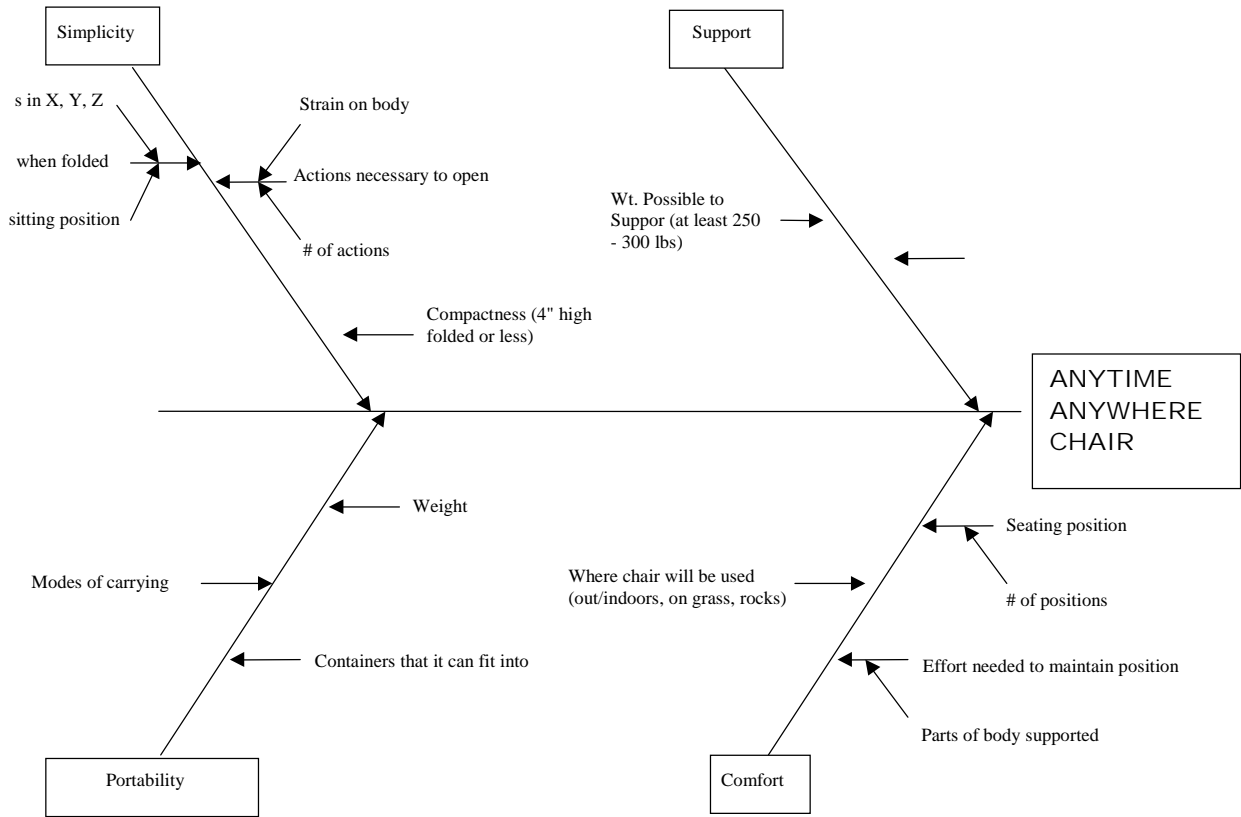 Simplicity
Support
s in X, Y, Z
Strain on body
when folded
Actions necessary to open
sitting position
# of actions
Wt. Possible to
Suppor (at least 250
- 300 lbs)
Compactness (4" high
folded or less)
ANYTIME
ANYWHERE
CHAIR
Weight
Seating position
Modes of carrying
Where chair will be used
(out/indoors, on grass, rocks)
# of positions
Containers that it can fit into
Effort needed to maintain position
Parts of body supported
Portability
Comfort